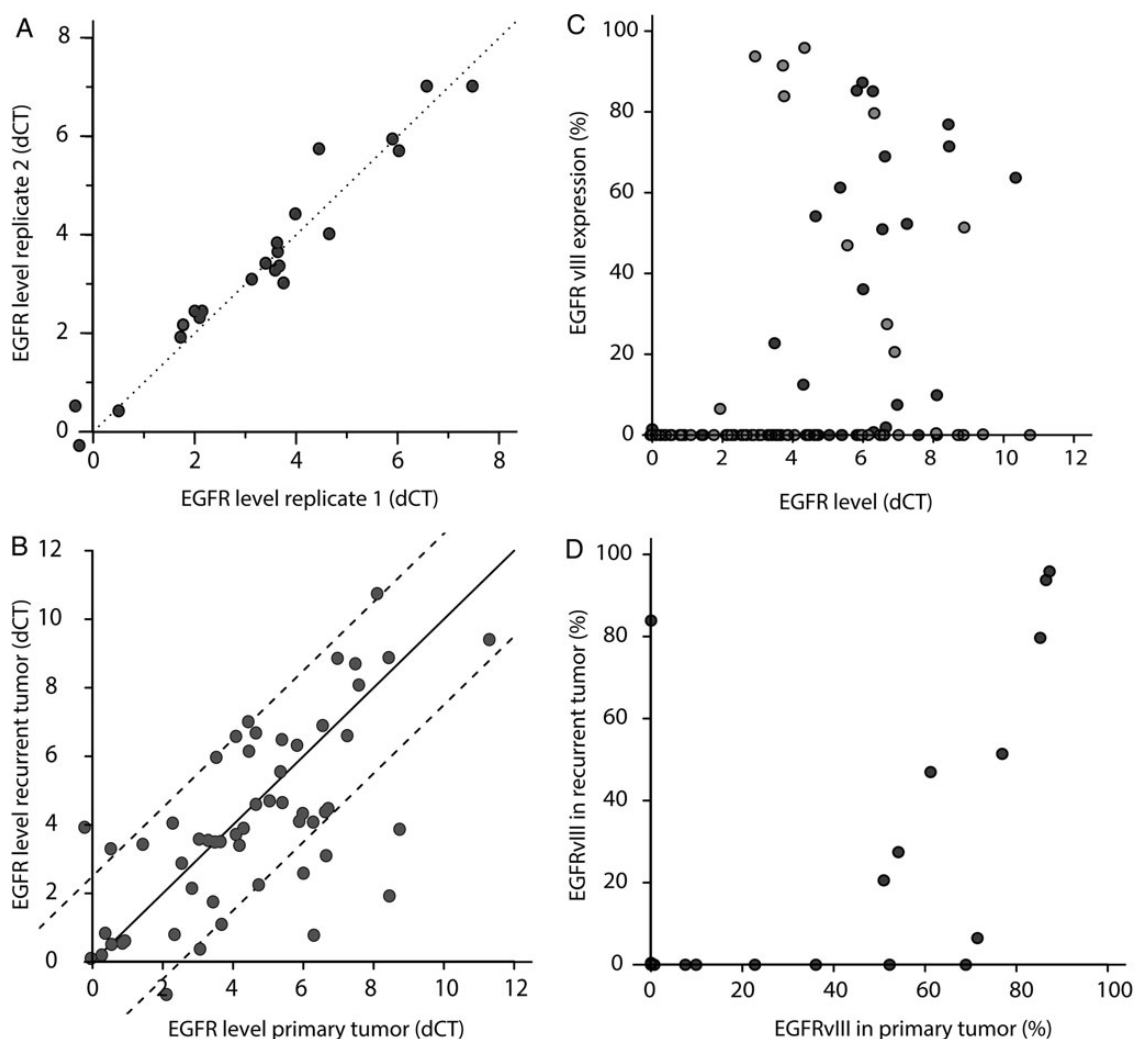 A
8
6
4
2
0
EGFR level replicate 2 (dCT)
0 2 4 6 8
EGFR level replicate 1 (dCT)
C
100
80
60
40
20
0
EGFR vIII expression (%)
0 2 4 6 8 10 12
EGFR level (dCT)
B
12
10
8
6
4
2
0
EGFR level recurrent tumor (dCT)
0 2 4 6 8 10 12
EGFR level primary tumor (dCT)
D
100
80
60
40
20
0
EGFRvIII in recurrent tumor (%)
0 20 40 60 80 100
EGFRvIII in primary tumor (%)